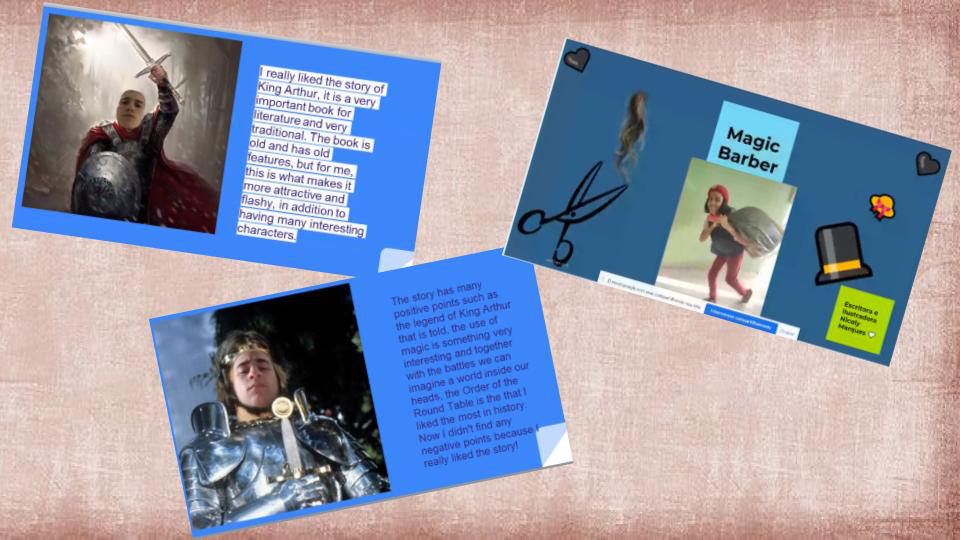 I really liked the story of
King Arthur, it is a very
important book for
literature and very
traditional. The book is
old and has old
features, but for me,
this is what makes it
more attractive and
flashy, in addition to
having many interesting
characters.
The story has many
positive points such as
the legend of King Arthur
that is told, the use of
magic is something very
interesting and together
with the battles we can
imagine a world inside our
heads, the Order of the
Round Table is the that I
liked the most in history.
Now I didn't find any
negative points because I
really liked the story!
Magic
Barber
Escritora e
ilustradora
Nicoly
Marques